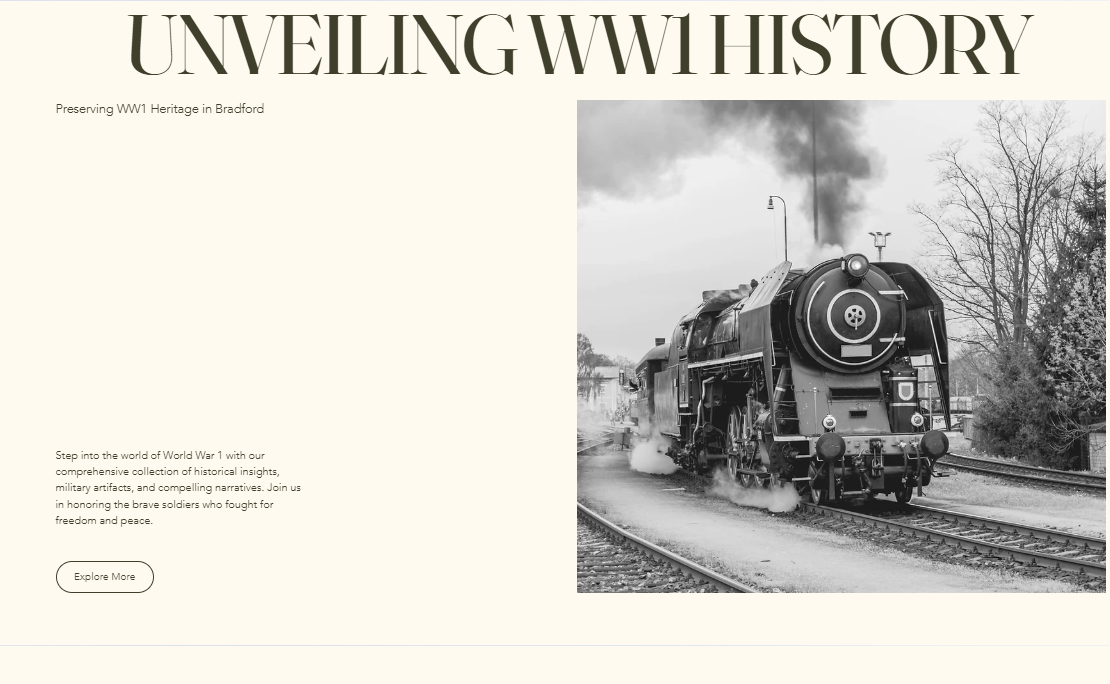 UNVEILING WW1 HISTORY
Preserving WW1 Heritage in Bradford
Step into the world of World War 1 with our
comprehensive collection of historical insights,
military artifacts, and compelling narratives. Join us
in honoring the brave soldiers who fought for
freedom and peace.
Explore More